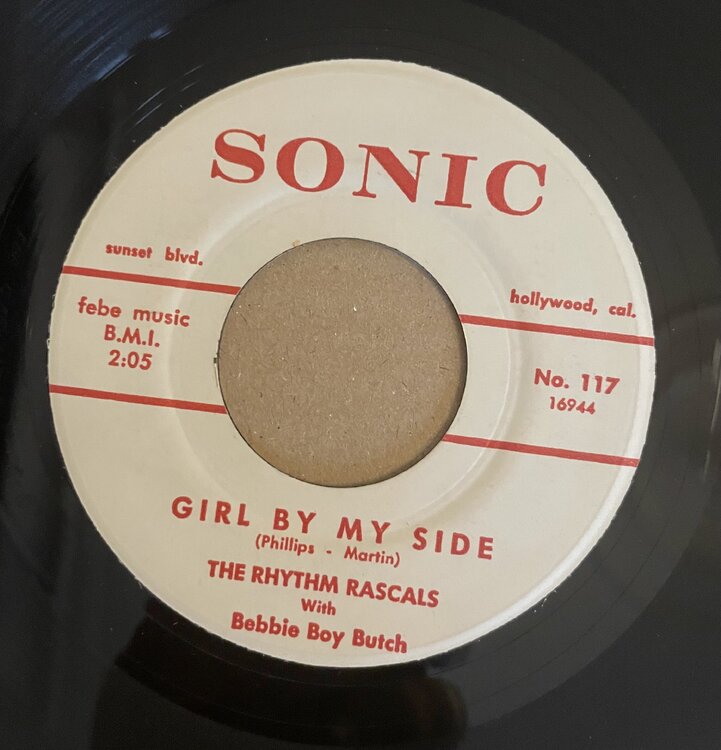 SONIC
sunset blvd.
hollywood, cal.
febe music
B.M.I.
2:05
No. 117
16944
GIRL BY MY SIDE
(Phillips - Martin)
THE RHYTHM RASCALS
With
Bebbie Boy Butch